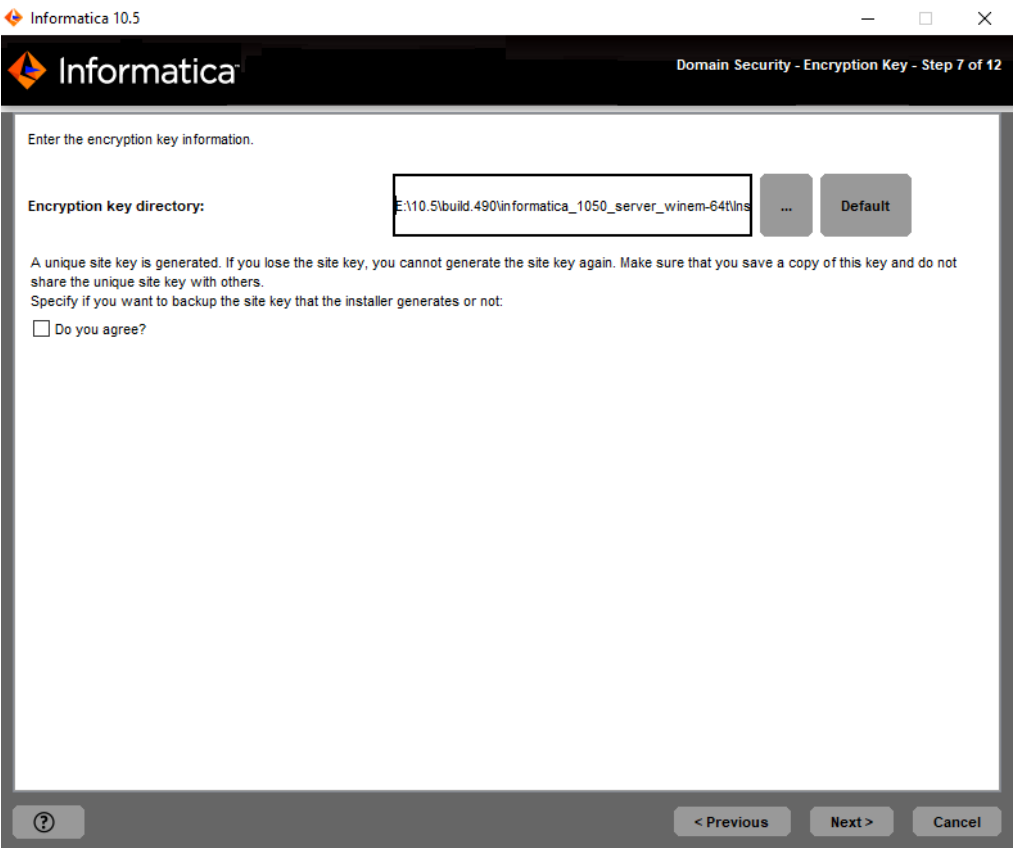 Informatica 10.5
Informatica
Domain Security - Encryption Key - Step 7 of 12
Enter the encryption key information.
Encryption key directory:
E:\10.5\build.490\informatica_1050_server_winem-64t\Ins
...
Default
A unique site key is generated. If you lose the site key, you cannot generate the site key again. Make sure that you save a copy of this key and do not
share the unique site key with others.
Specify if you want to backup the site key that the installer generates or not:
Do you agree?
?
< Previous
Next >
Cancel